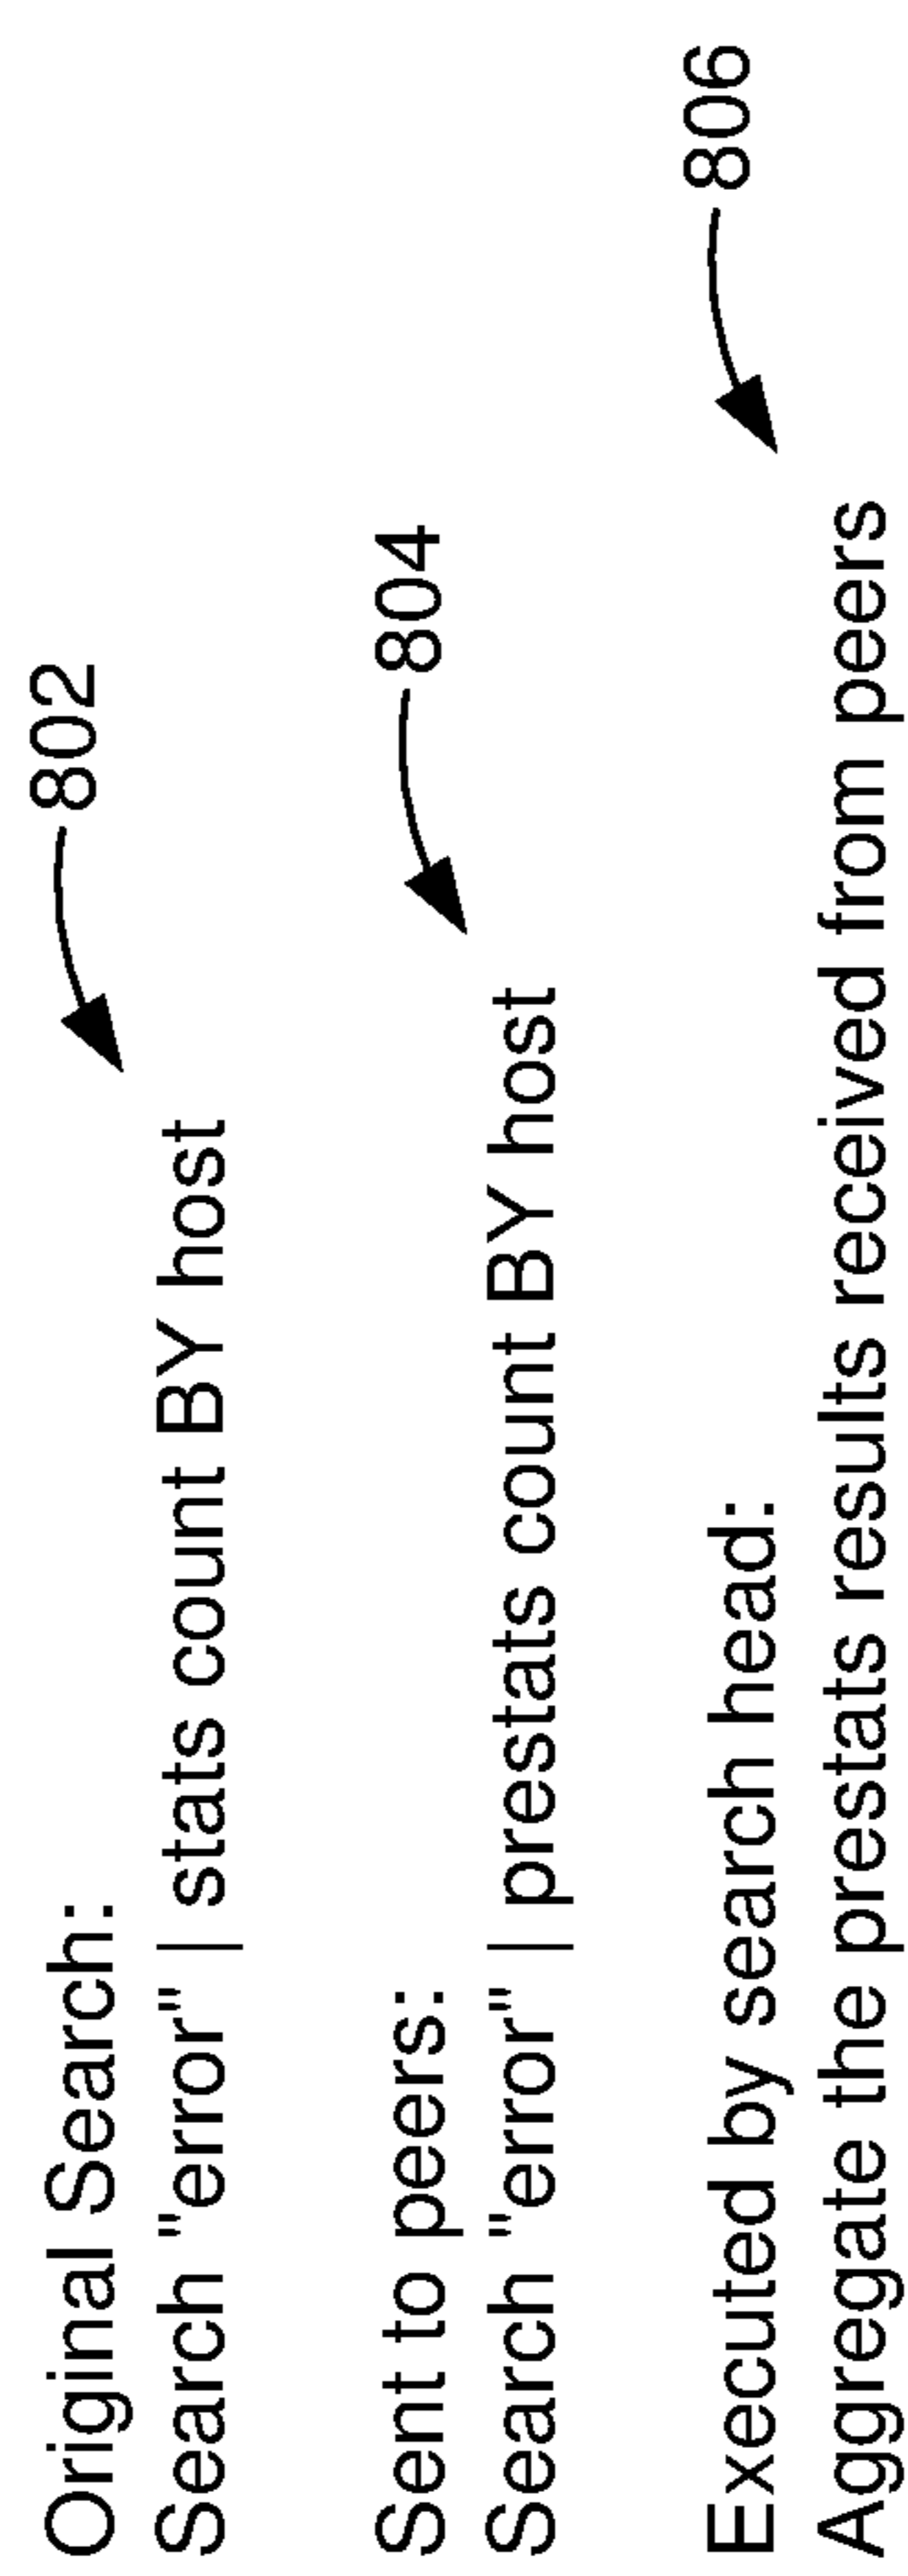 Original Search: 802
Search "error" | stats count BY host
Sent to peers: 804
Search "error" | prestats count BY host
Executed by search head: 806
Aggregate the prestats results received from peers